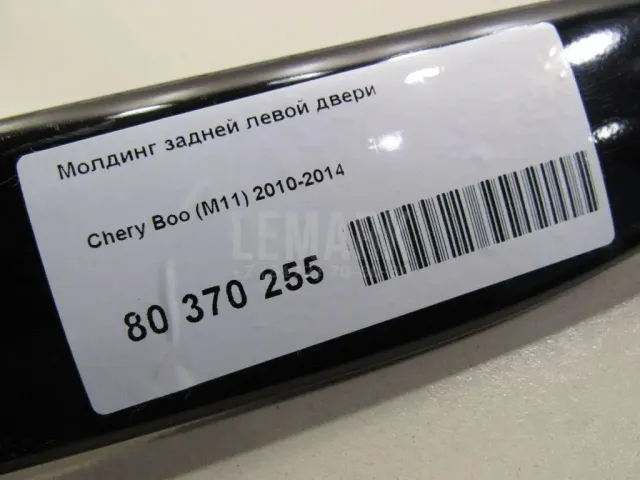 Молдинг задней левой двери
Chery Boo (M11) 2010-2014
80 370 255